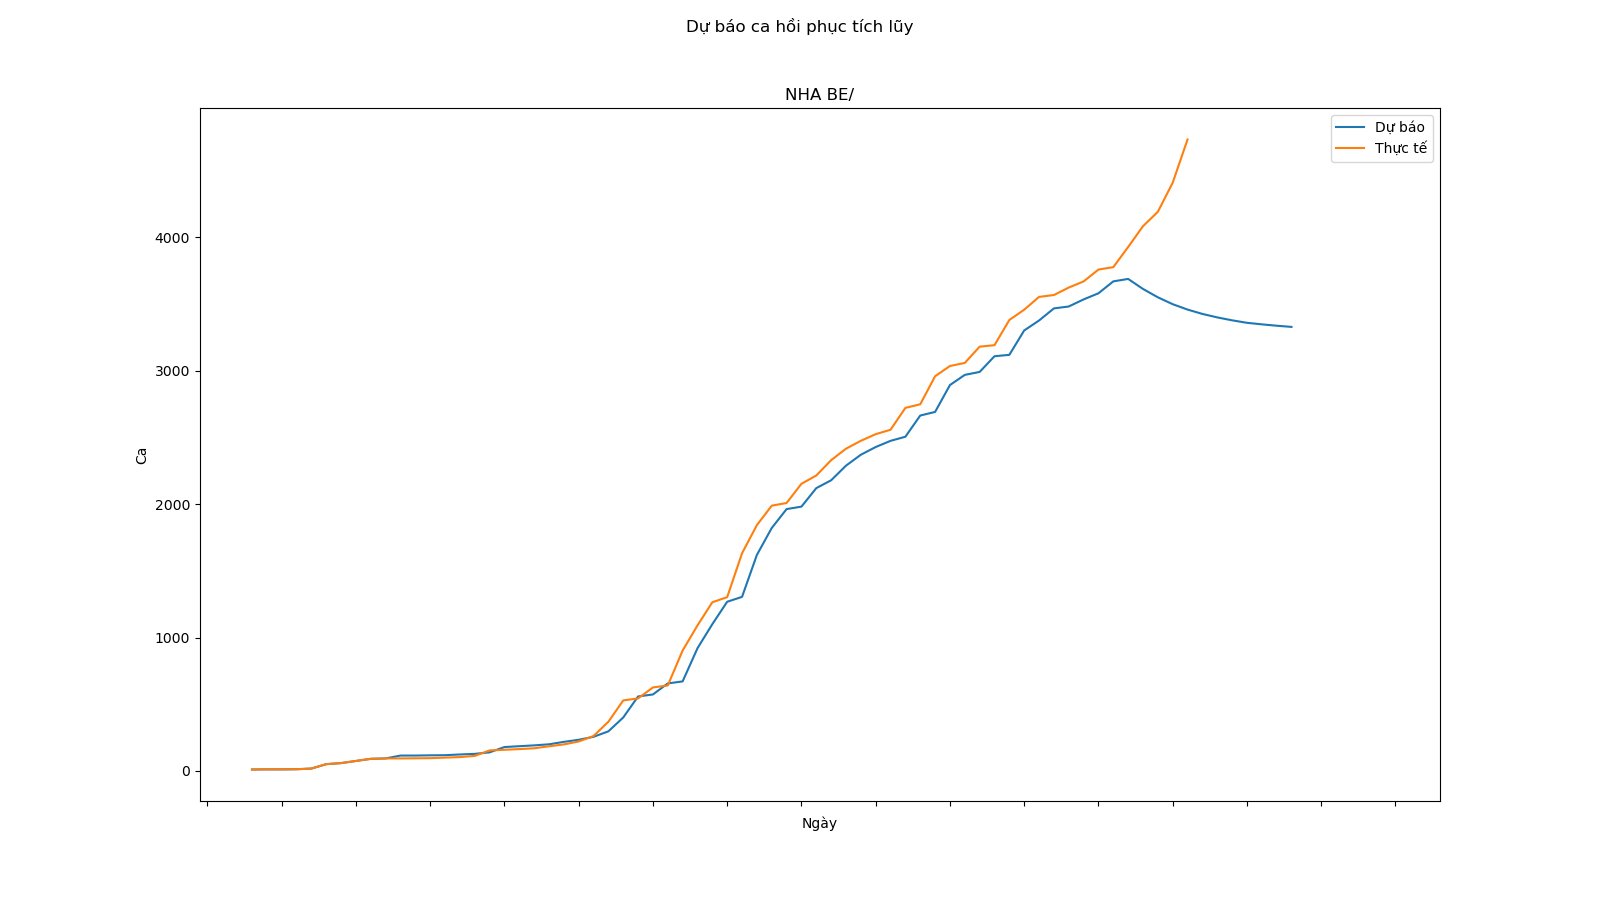 Dự báo ca hồi phục tích lũy
NHA BE/
Dự báo
Thực tế
4000
3000
2000
1000
0
Ca
Ngày